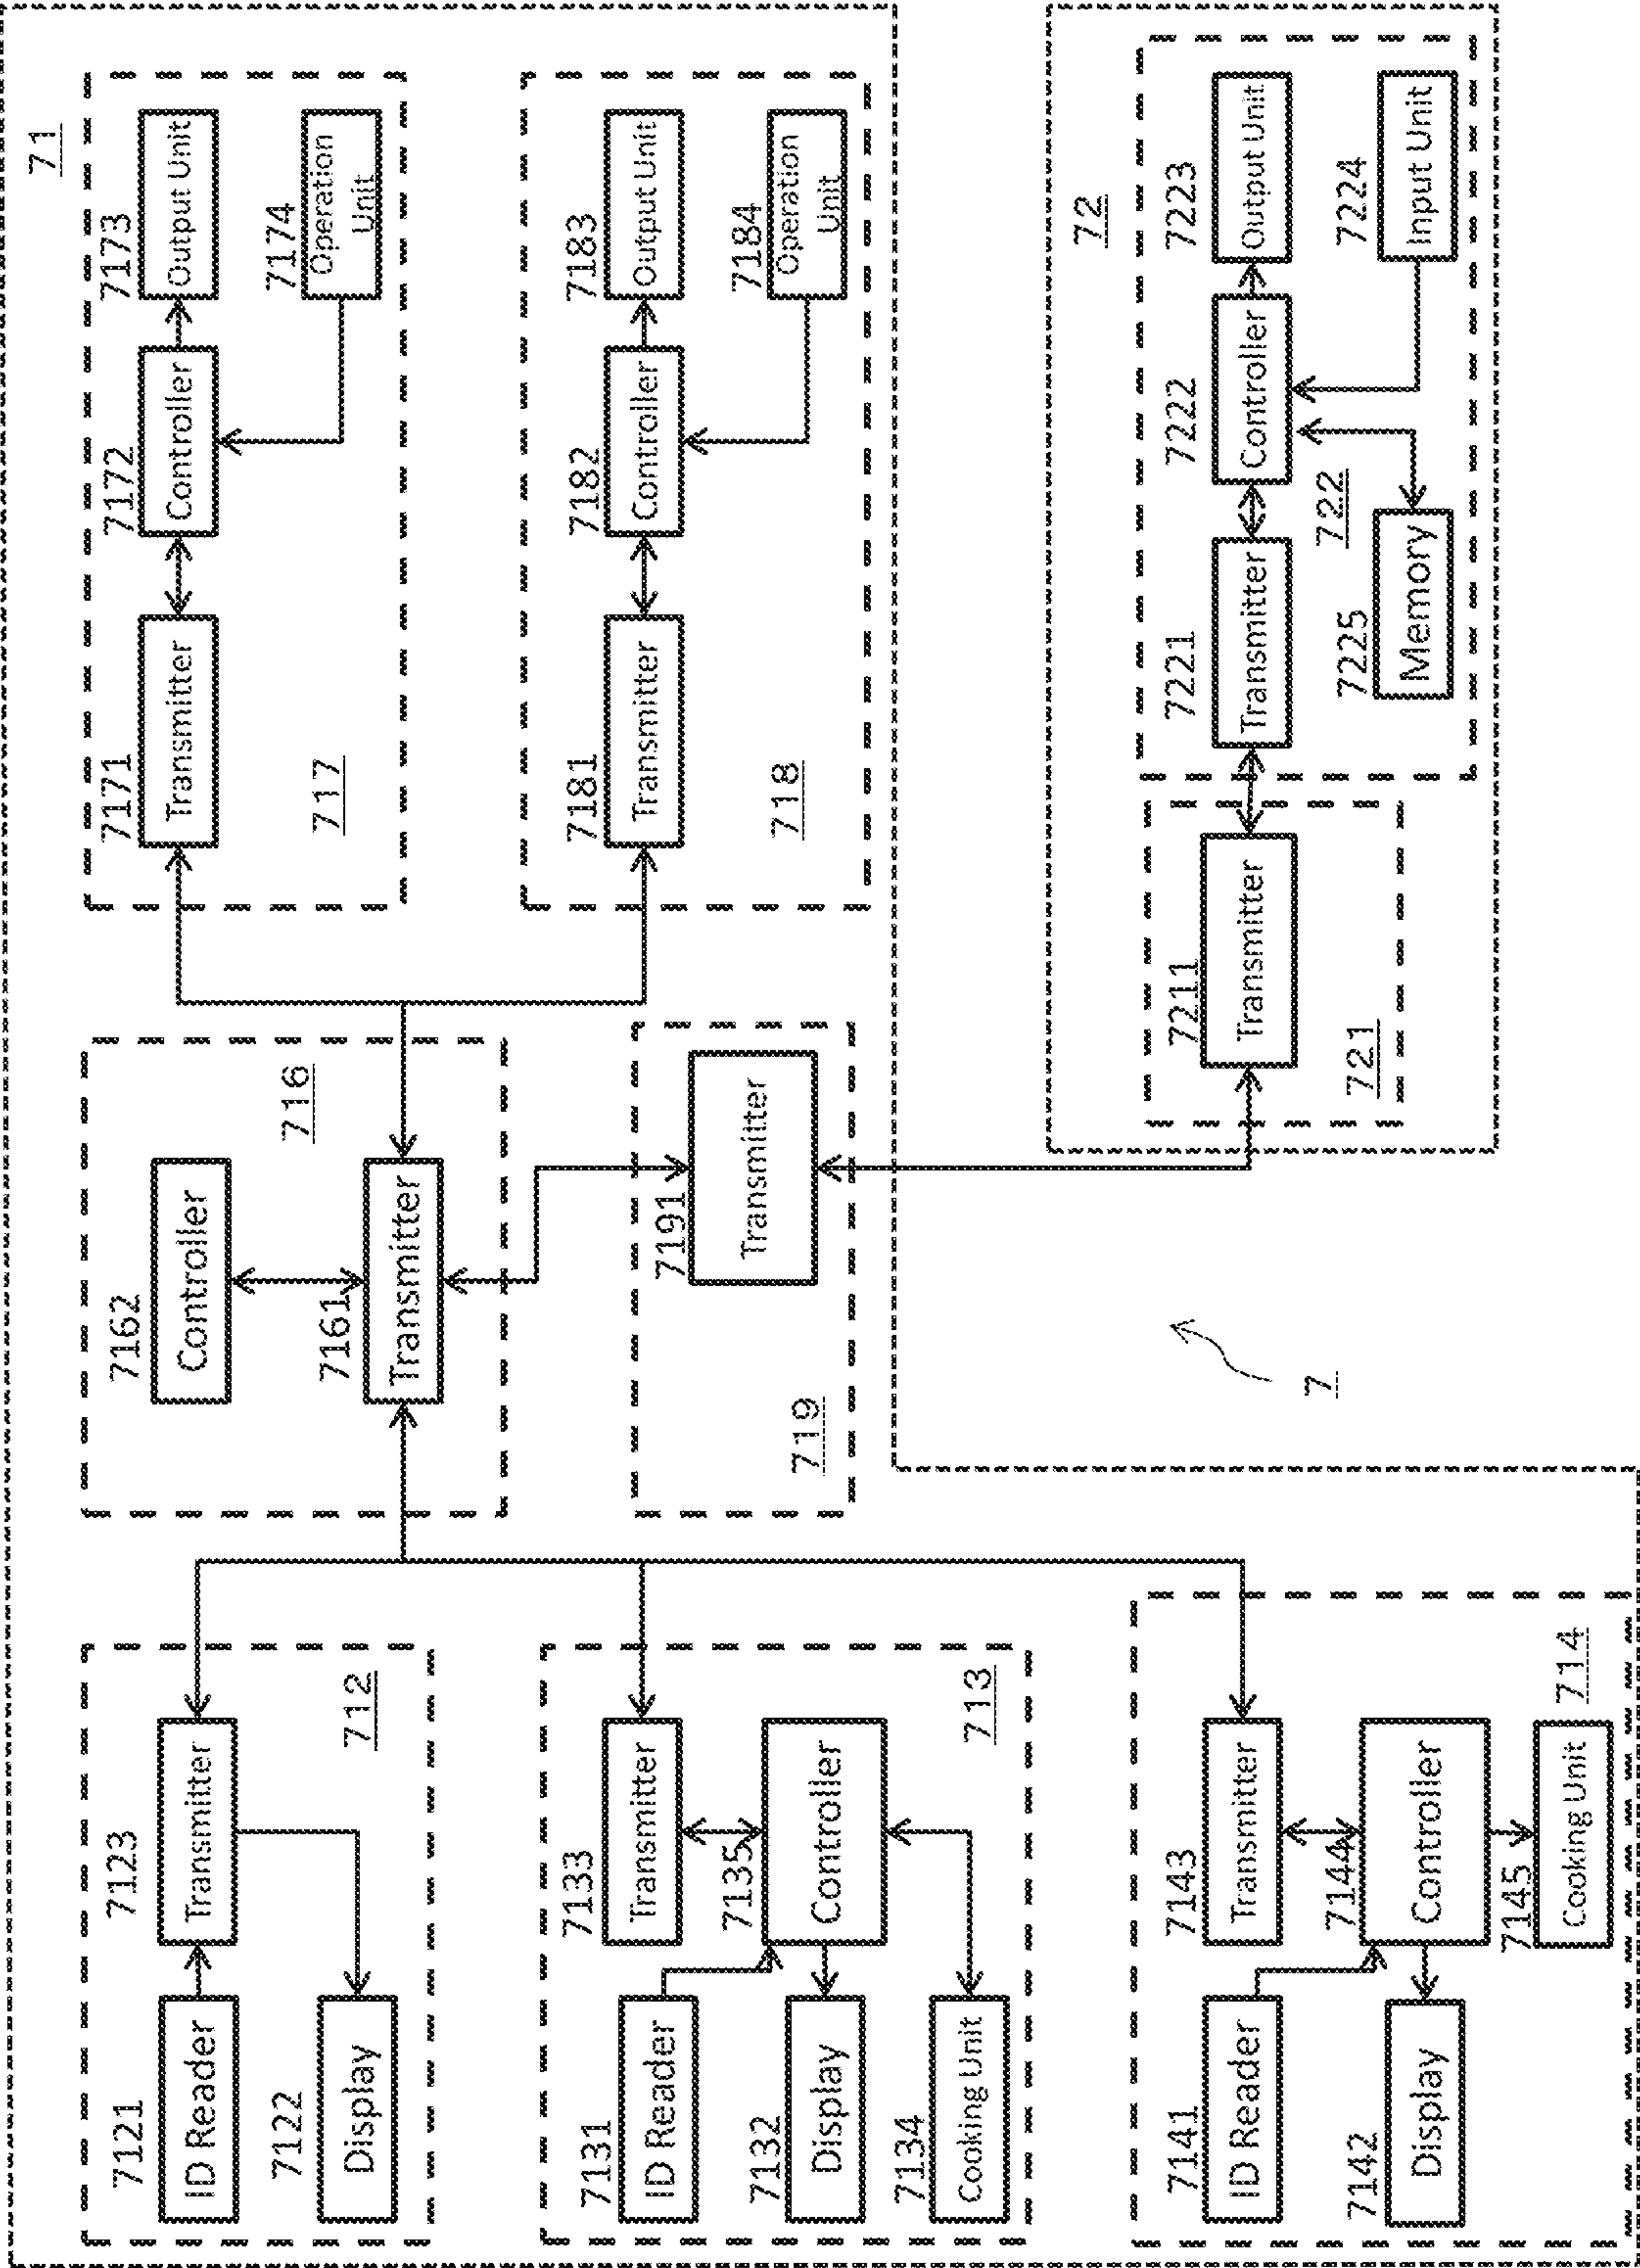 71
7121
ID Reader
7122
Display
7123
Transmitter
712
7162
Controller
7161
Transmitter
716
7171
Transmitter
7172
Controller
7173
Output Unit
7174
Operation
Unit
717
7131
ID Reader
7132
Display
7134
Cooking Unit
7133
Transmitter
7135
Controller
713
7191
Transmitter
719
7181
Transmitter
7182
Controller
7183
Output Unit
7184
Operation
Unit
718
7141
ID Reader
7142
Display
7143
Transmitter
7144
Controller
7145
Cooking Unit
714
7
72
7211
Transmitter
721
7221
Transmitter
7222
Controller
7223
Output Unit
7224
Input Unit
722
7225
Memory